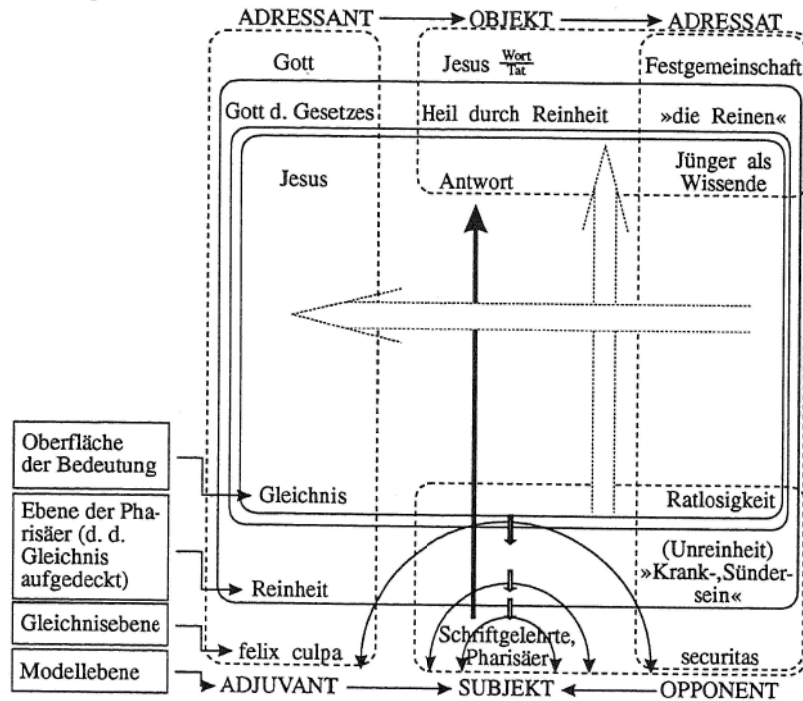 ADRESSANT OBJEKT ADRESSAT
Gott Jesus Wort
Tat Festgemeinschaft
Gott d. Gesetzes Heil durch Reinheit »die Reinen«
Jesus Antwort Jünger als
Wissende
Oberfläche
der Bedeutung
Gleichnis Ratlosigkeit
Ebene der Pha-
risäer (d. d.
Gleichnis
aufgedeckt)
Reinheit
(Unreinheit)
»Krank-,Sünder-
sein«
Gleichnisebene
felix culpa
Schriftgelehrte,
Pharisäer
securitas
Modellebene
ADJUVANT SUBJEKT OPPONENT